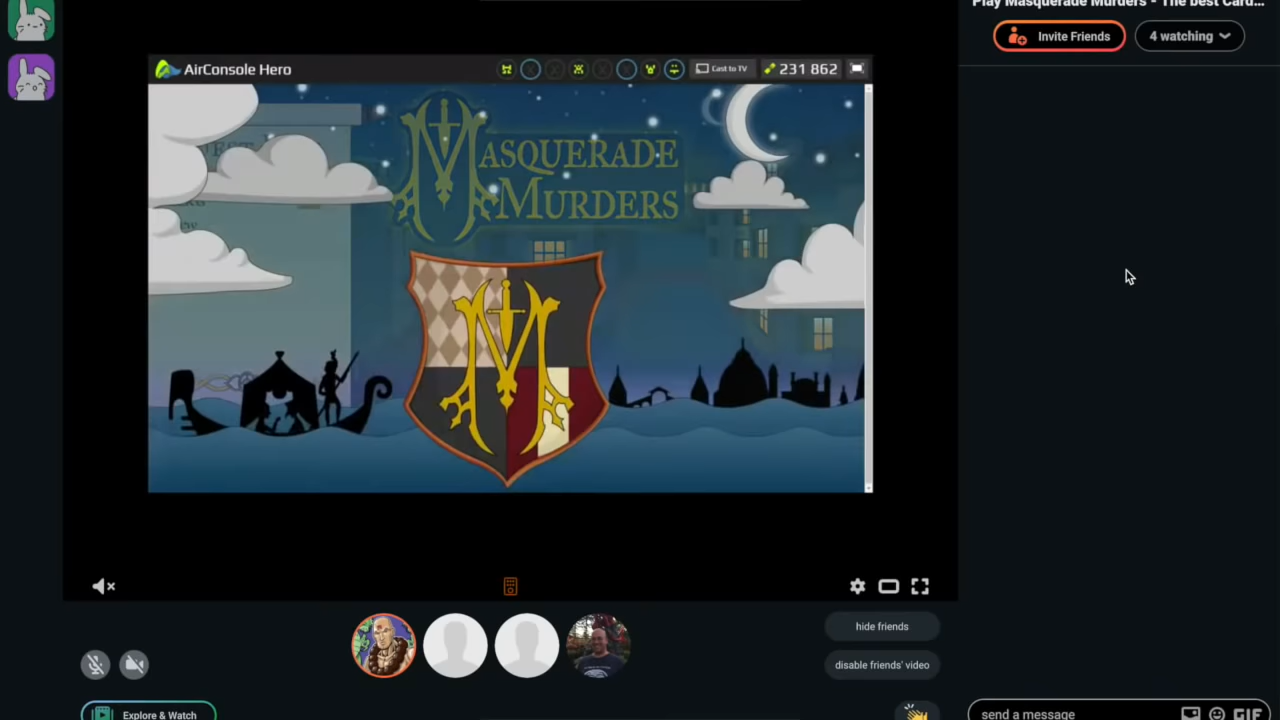 Play Masquerade Murders - The best Card...
Invite Friends
4 watching
AirConsole Hero
Cast to TV
231 862
MASQUERADE
MURDERS
M
hide friends
disable friends' video
Explore & Watch
send a message
GIF